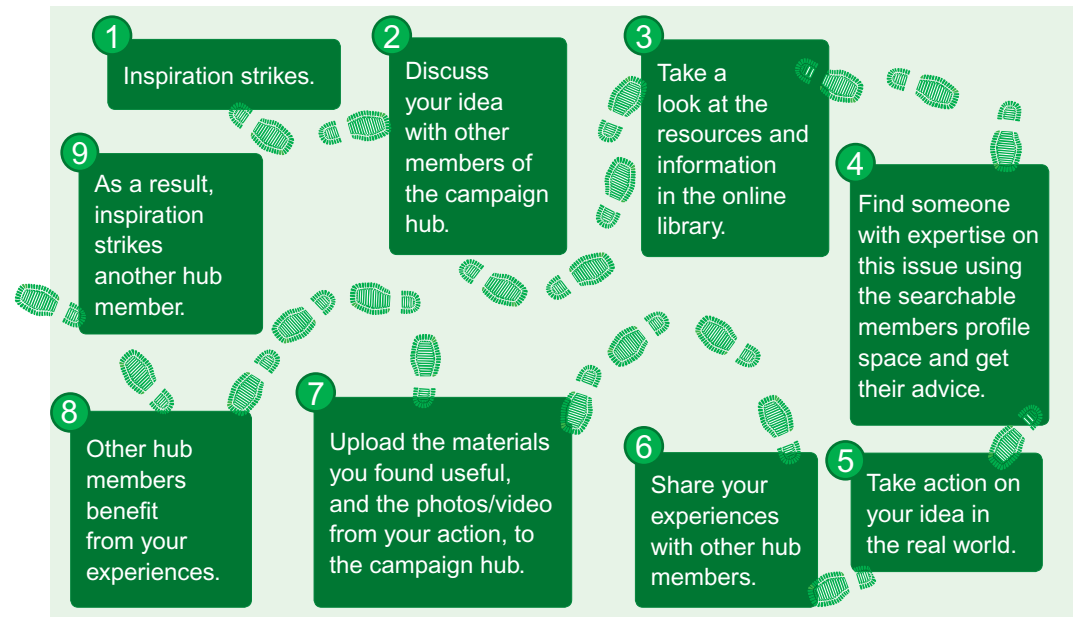 1
Inspiration strikes.
2
Discuss
your idea
with other
members of
the campaign
hub.
3
Take a
look at the
resources and
information
in the online
library.
4
Find someone
with expertise on
this issue using
the searchable
members profile
space and get
their advice.
5
Take action on
your idea in
the real world.
6
Share your
experiences
with other hub
members.
7
Upload the materials
you found useful,
and the photos/video
from your action, to
the campaign hub.
8
Other hub
members
benefit
from your
experiences.
9
As a result,
inspiration
strikes
another hub
member.